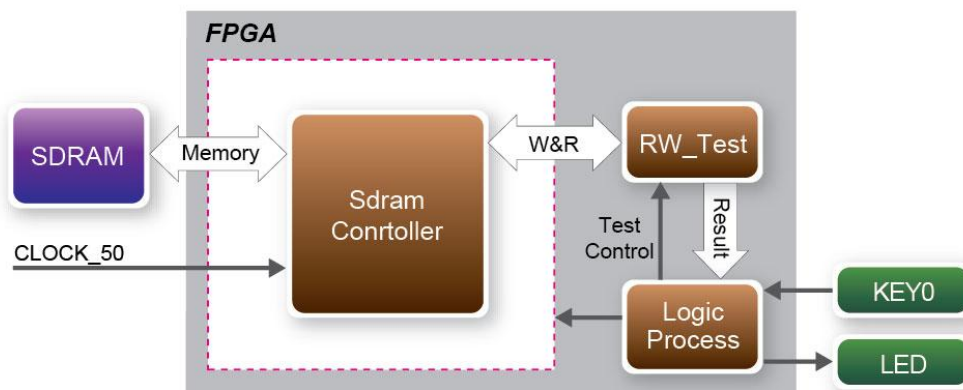 FPGA
SDRAM
Memory
Sdram
Conrtoller
W&R
RW_Test
CLOCK_50
Test
Control
Result
Logic
Process
KEY0
LED